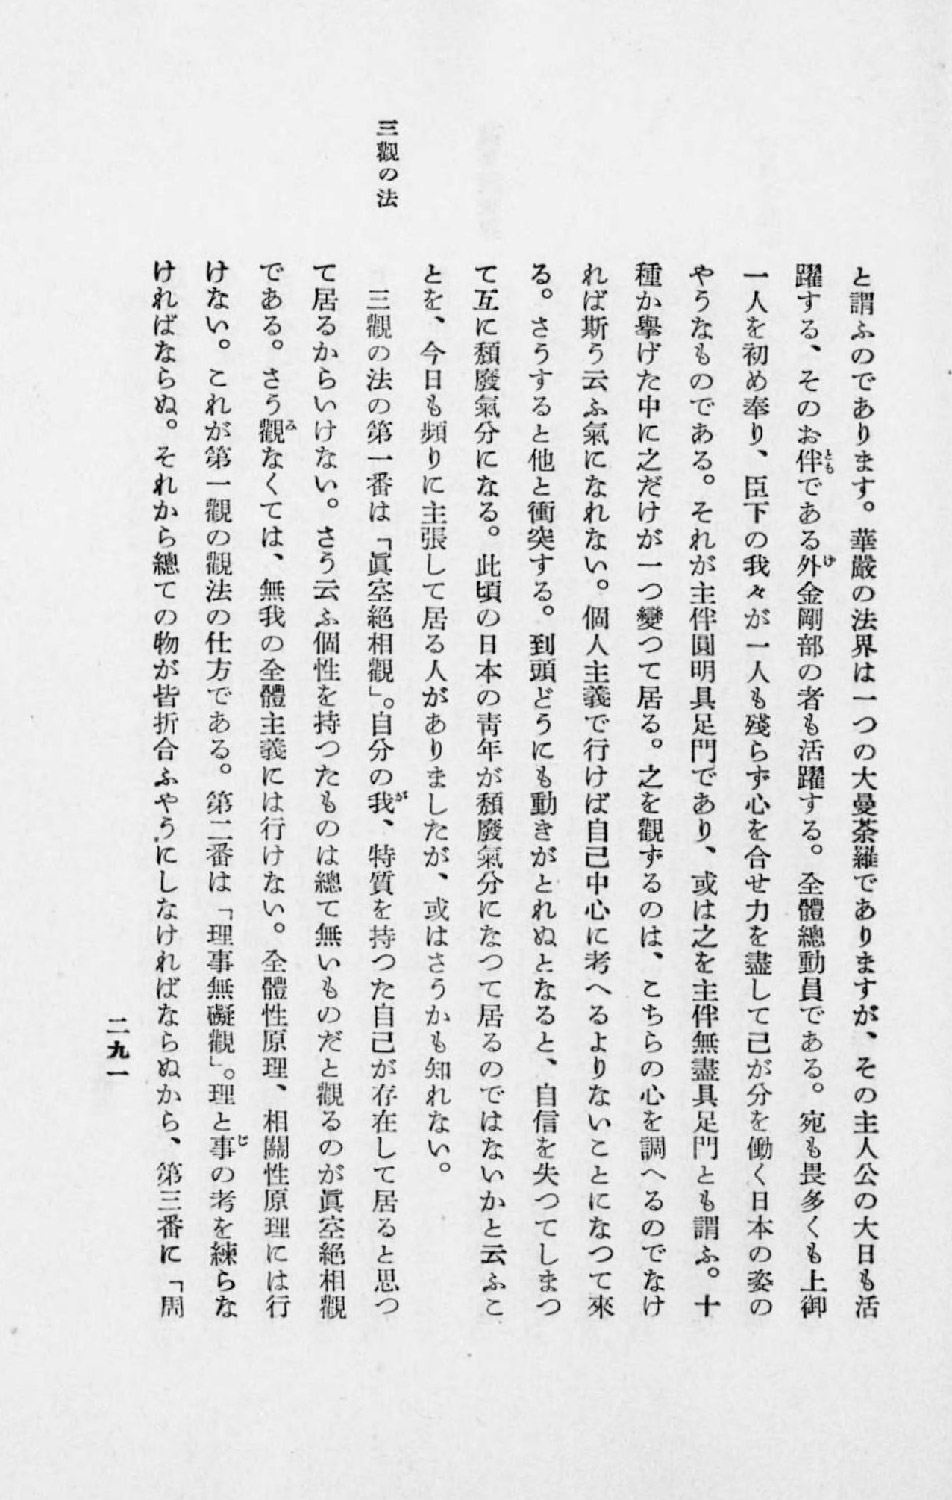 と謂ふのであります。華嚴の法界は一つの大曼荼羅でありますが、その主人公の大日も活
躍する、そのお伴である外金剛部の者も活躍する。全體總動員である。宛も畏多くも上御
一人を初め奉り、臣下の我々が一人も残らず心を合せ力を盡して己が分を働く日本の姿の
やうなものである。それが主伴圓明具足門であり、或は之を主伴無盡具足門とも謂ふ。十
種か擧げた中に之だけが一つ變つて居る。之を觀ずるのは、こちらの心を調へるのでなけ
れば斯う云ふ氣になれない。個人主義で行けば自己中心に考へるよりないことになつて來
る。さうすると他と衝突する。到頭どうにも動きがとれぬとなると、自信を失つてしまつ
て互に頽廢氣分になる。此頃の日本の靑年が頽廢氣分になつて居るのではないかと云ふこ
とを、今日も頻りに主張して居る人がありましたが、或はさうかも知れない。
三觀の法
三觀の法の第一番は「眞空絶相觀」。自分の我、特質を持つた自己が存在して居ると思つ
て居るからいけない。さう云ふ個性を持つたものは總て無いものだと觀るのが眞空絶相觀
である。さう觀なくては、無我の全體主義には行けない。全體性原理、相關性原理には行
けない。これが第一觀の觀法の仕方である。第二番は「理事無礙觀」。理と事の考を練らな
ければならぬ。それから總ての物が皆折合ふやうにしなければならぬから、第三番に「周
二九一